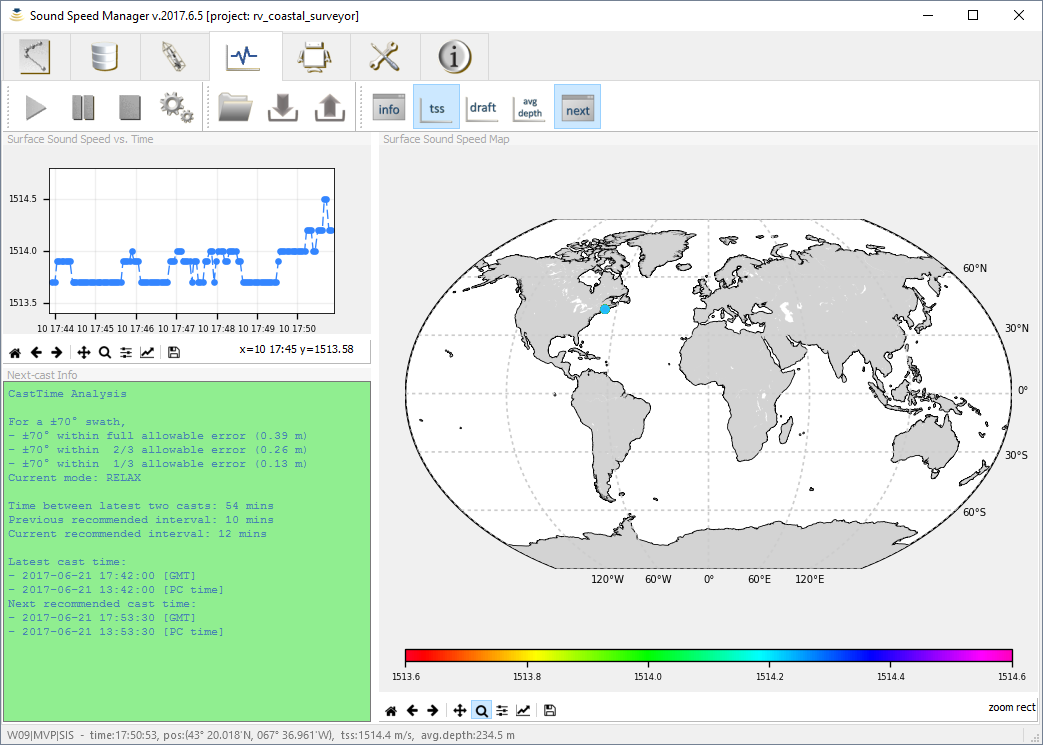 Sound Speed Manager v.2017.6.5 [project: rv_coastal_surveyor]
info
tss
draft
avg
depth
next
Surface Sound Speed vs. Time
1514.5
1514.0
1513.5
10 17:44 10 17:45 10 17:46 10 17:47 10 17:48 10 17:49 10 17:50
x=10 17:45 y=1513.58
Next-cast Info
CastTime Analysis
For a ±70° swath,
- ±70° within full allowable error (0.39 m)
- ±70° within  2/3 allowable error (0.26 m)
- ±70° within  1/3 allowable error (0.13 m)
Current mode: RELAX
Time between latest two casts: 54 mins
Previous recommended interval: 10 mins
Current recommended interval: 12 mins
Latest cast time:
- 2017-06-21 17:42:00 [GMT]
- 2017-06-21 13:42:00 [PC time]
Next recommended cast time:
- 2017-06-21 17:53:30 [GMT]
- 2017-06-21 13:53:30 [PC time]
Surface Sound Speed Map
60°N
30°N
0°
30°S
60°S
120°W 60°W 0° 60°E 120°E
1513.6 1513.8 1514.0 1514.2 1514.4 1514.6
zoom rect
W09|MVP|SIS  -  time:17:50:53, pos:(43° 20.018'N, 067° 36.961'W),  tss:1514.4 m/s,  avg.depth:234.5 m